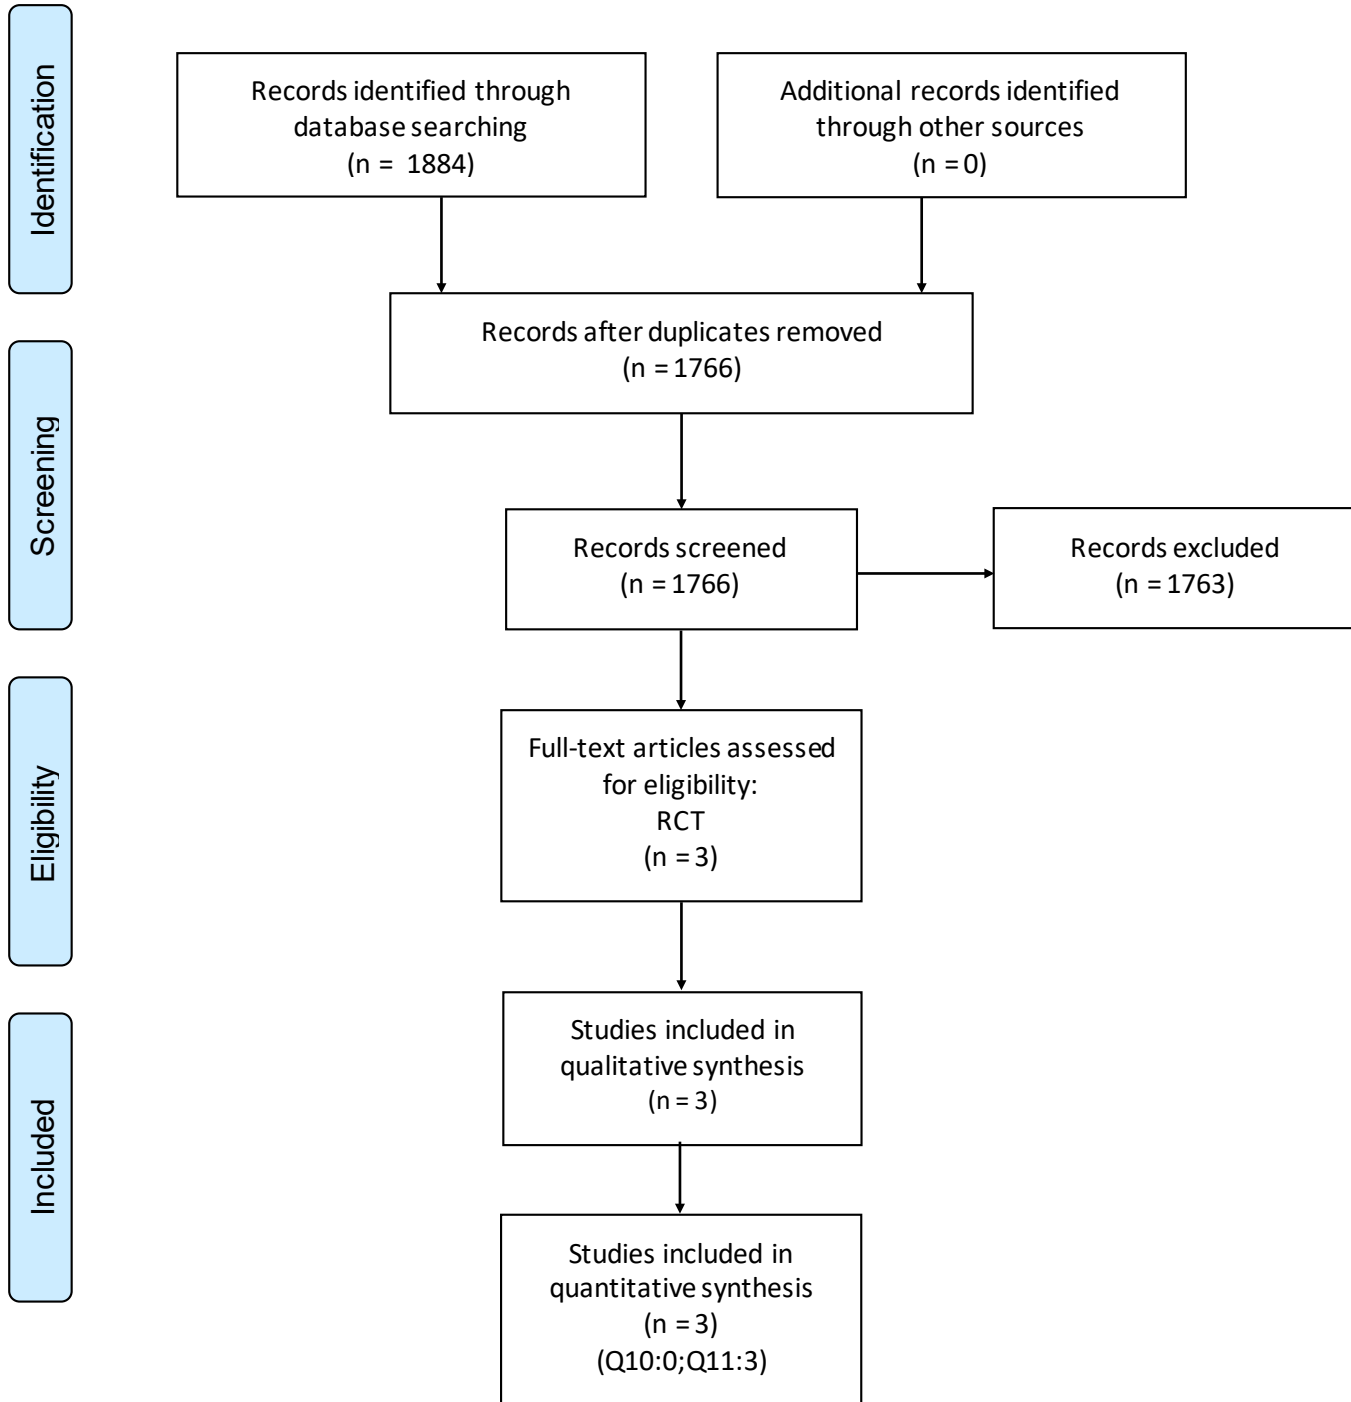 Identification
Records identified through
database searching
(n = 1884)
Additional records identified
through other sources
(n = 0)
Records after duplicates removed
(n = 1766)
Screening
Records screened
(n = 1766)
Records excluded
(n = 1763)
Eligibility
Full-text articles assessed
for eligibility:
RCT
(n = 3)
Included
Studies included in
qualitative synthesis
(n = 3)
Studies included in
quantitative synthesis
(n = 3)
(Q10:0;Q11:3)